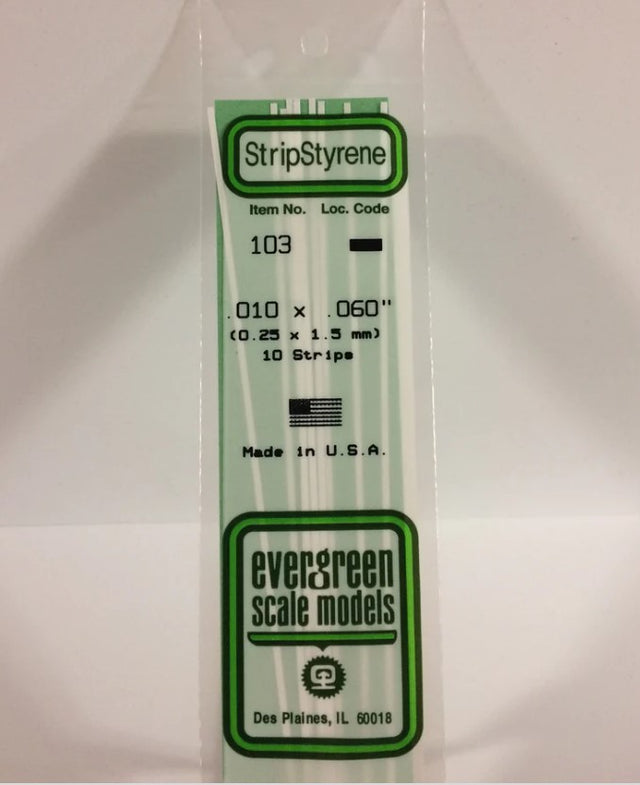 StripStyrene
Item No. Loc. Code
103
.010 x .060"
(0.25 x 1.5 mm)
10 Strips
Made in U.S.A.
evergreen
scale models
Des Plaines, IL 60018